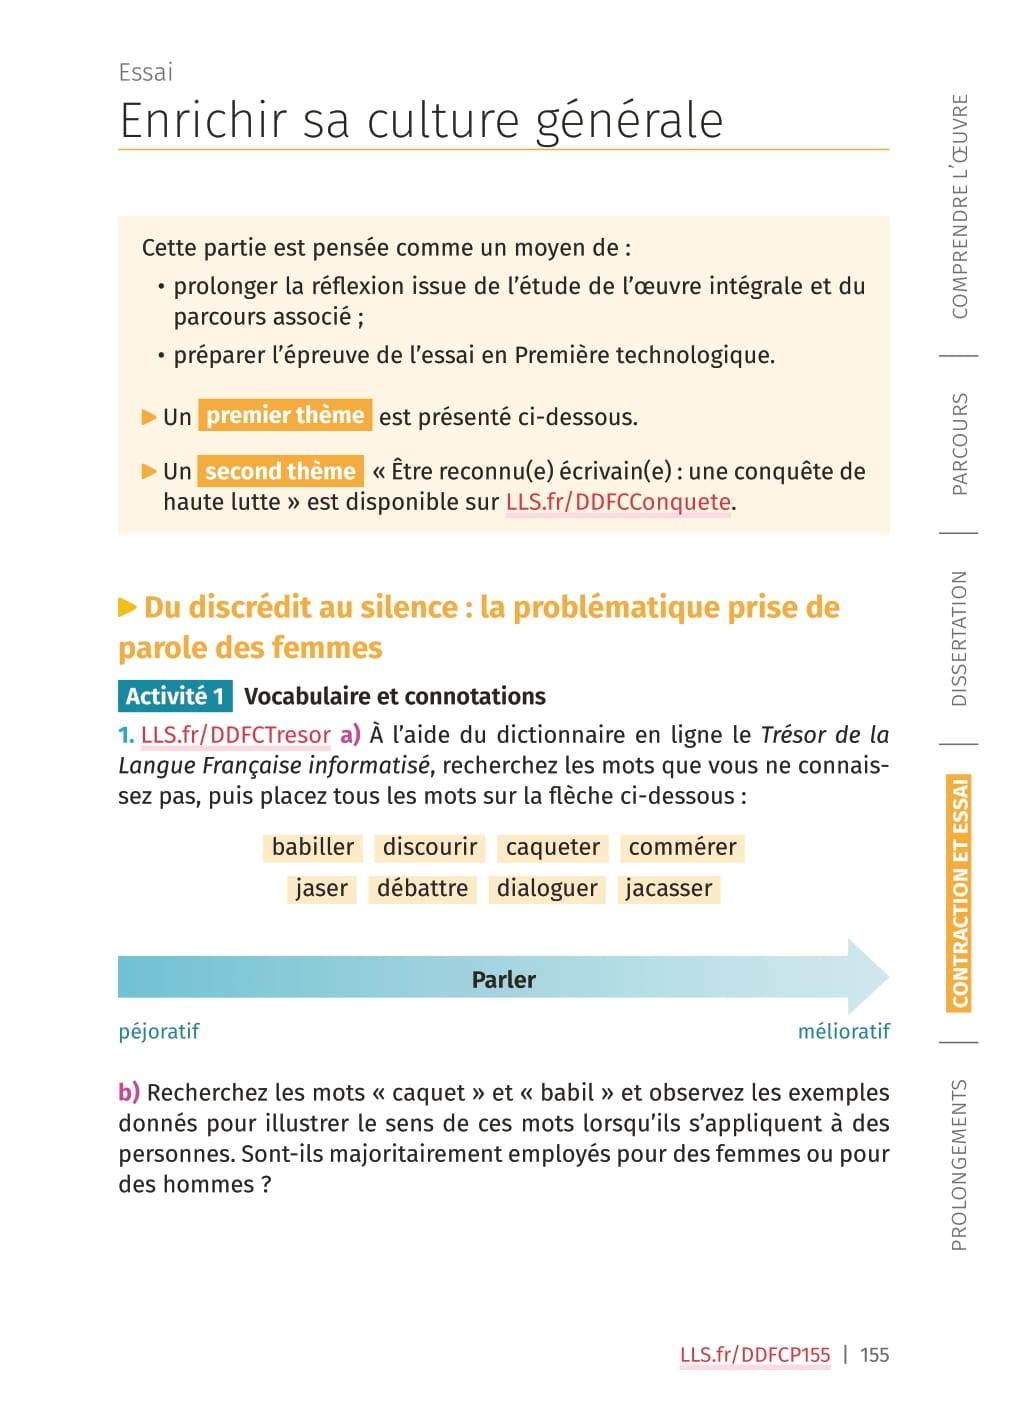 Essai
Enrichir sa culture générale
Cette partie est pensée comme un moyen de :
• prolonger la réflexion issue de l'étude de l'œuvre intégrale et du
parcours associé ;
• préparer l'épreuve de l'essai en Première technologique.
Un premier thème est présenté ci-dessous.
Un second thème « Être reconnu(e) écrivain(e) : une conquête de
haute lutte » est disponible sur LLS.fr/DDFCConquete.
Du discrédit au silence : la problématique prise de
parole des femmes
Activité 1 Vocabulaire et connotations
1. LLS.fr/DDFCTresor a) À l'aide du dictionnaire en ligne le Trésor de la
Langue Française informatisé, recherchez les mots que vous ne connais-
sez pas, puis placez tous les mots sur la flèche ci-dessous :
babiller discourir caqueter commérer
jaser débattre dialoguer jacasser
Parler
péjoratif mélioratif
b) Recherchez les mots « caquet » et « babil » et observez les exemples
donnés pour illustrer le sens de ces mots lorsqu'ils s'appliquent à des
personnes. Sont-ils majoritairement employés pour des femmes ou pour
des hommes ?
LLS.fr/DDFCP155 | 155
COMPRENDRE L'ŒUVRE
PARCOURS
DISSERTATION
CONTRACTION ET ESSAI
PROLONGEMENTS